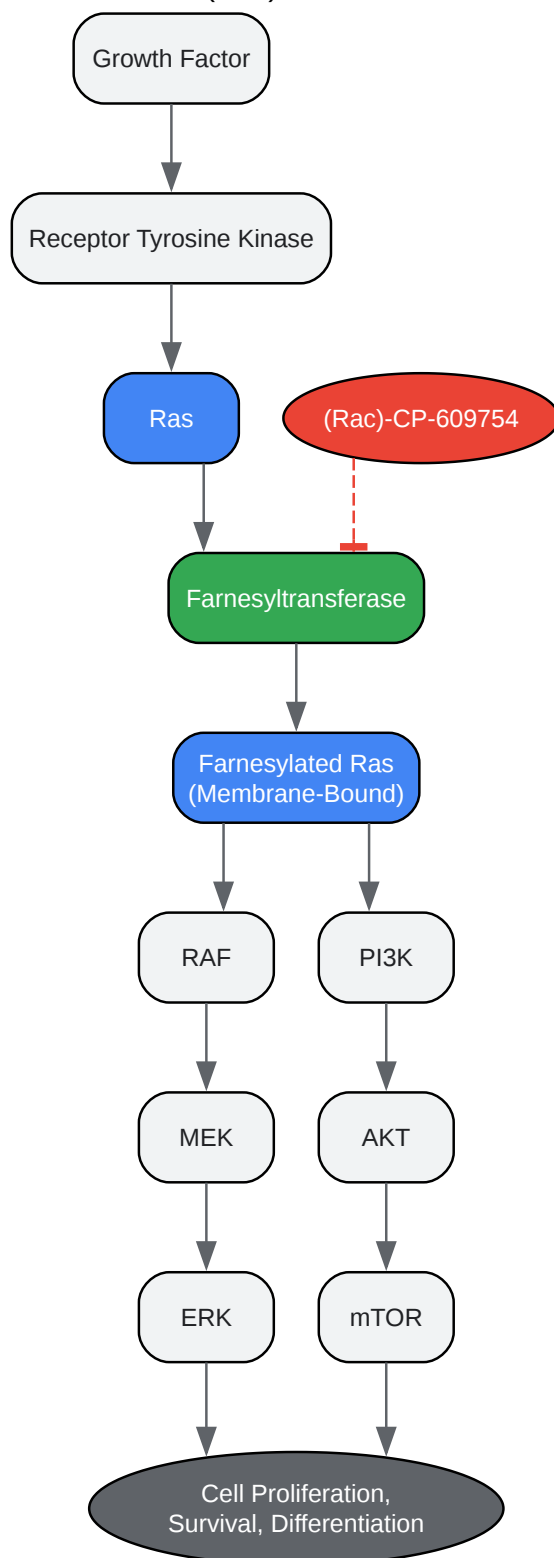 Growth Factor
Receptor Tyrosine Kinase
Ras
(Rac)-CP-609754
Farnesyltransferase
Farnesylated Ras
(Membrane-Bound)
RAF
PI3K
MEK
AKT
ERK
mTOR
Cell Proliferation,
Survival, Differentiation